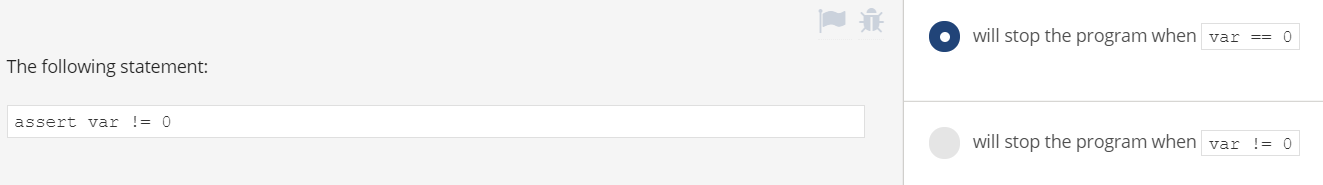 The following statement:
assert var != 0
will stop the program when var == 0
will stop the program when var != 0